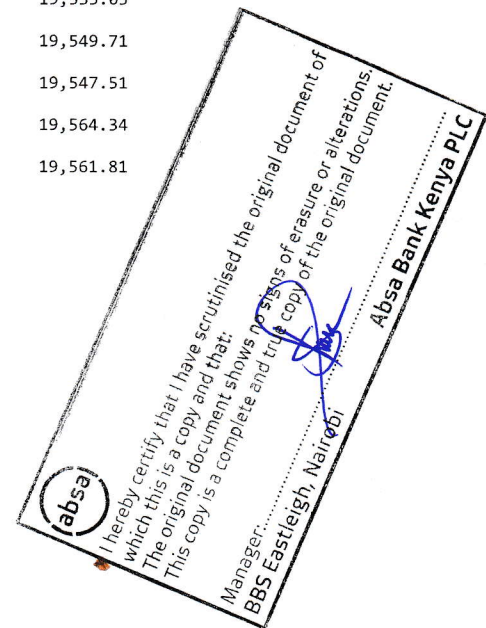 19,549.71
19,547.51
19,564.34
19,561.81
absa
I hereby certify that I have scrutinised the original document of
which this is a copy and that:
The original document shows no signs of erasure or alterations.
This copy is a complete and true copy of the original document.
Manager
BBS Eastleigh, Nairobi
Absa Bank Kenya PLC